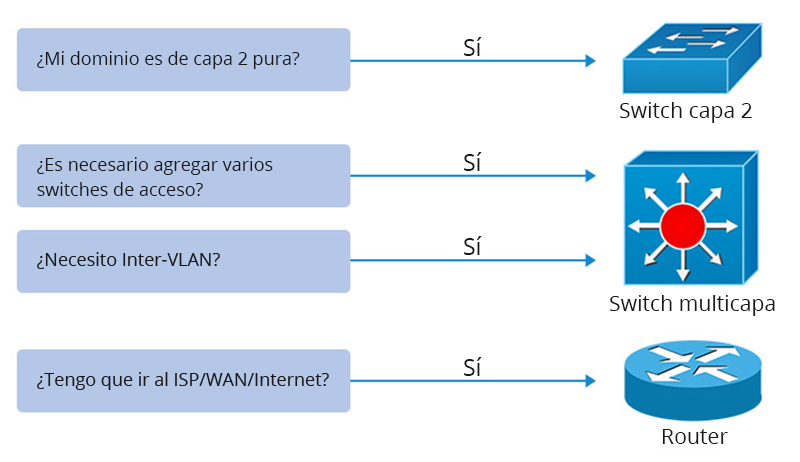 ¿Mi dominio es de capa 2 pura?
Sí
Switch capa 2
¿Es necesario agregar varios
switches de acceso?
Sí
¿Necesito Inter-VLAN?
Sí
Switch multicapa
¿Tengo que ir al ISP/WAN/Internet?
Sí
Router